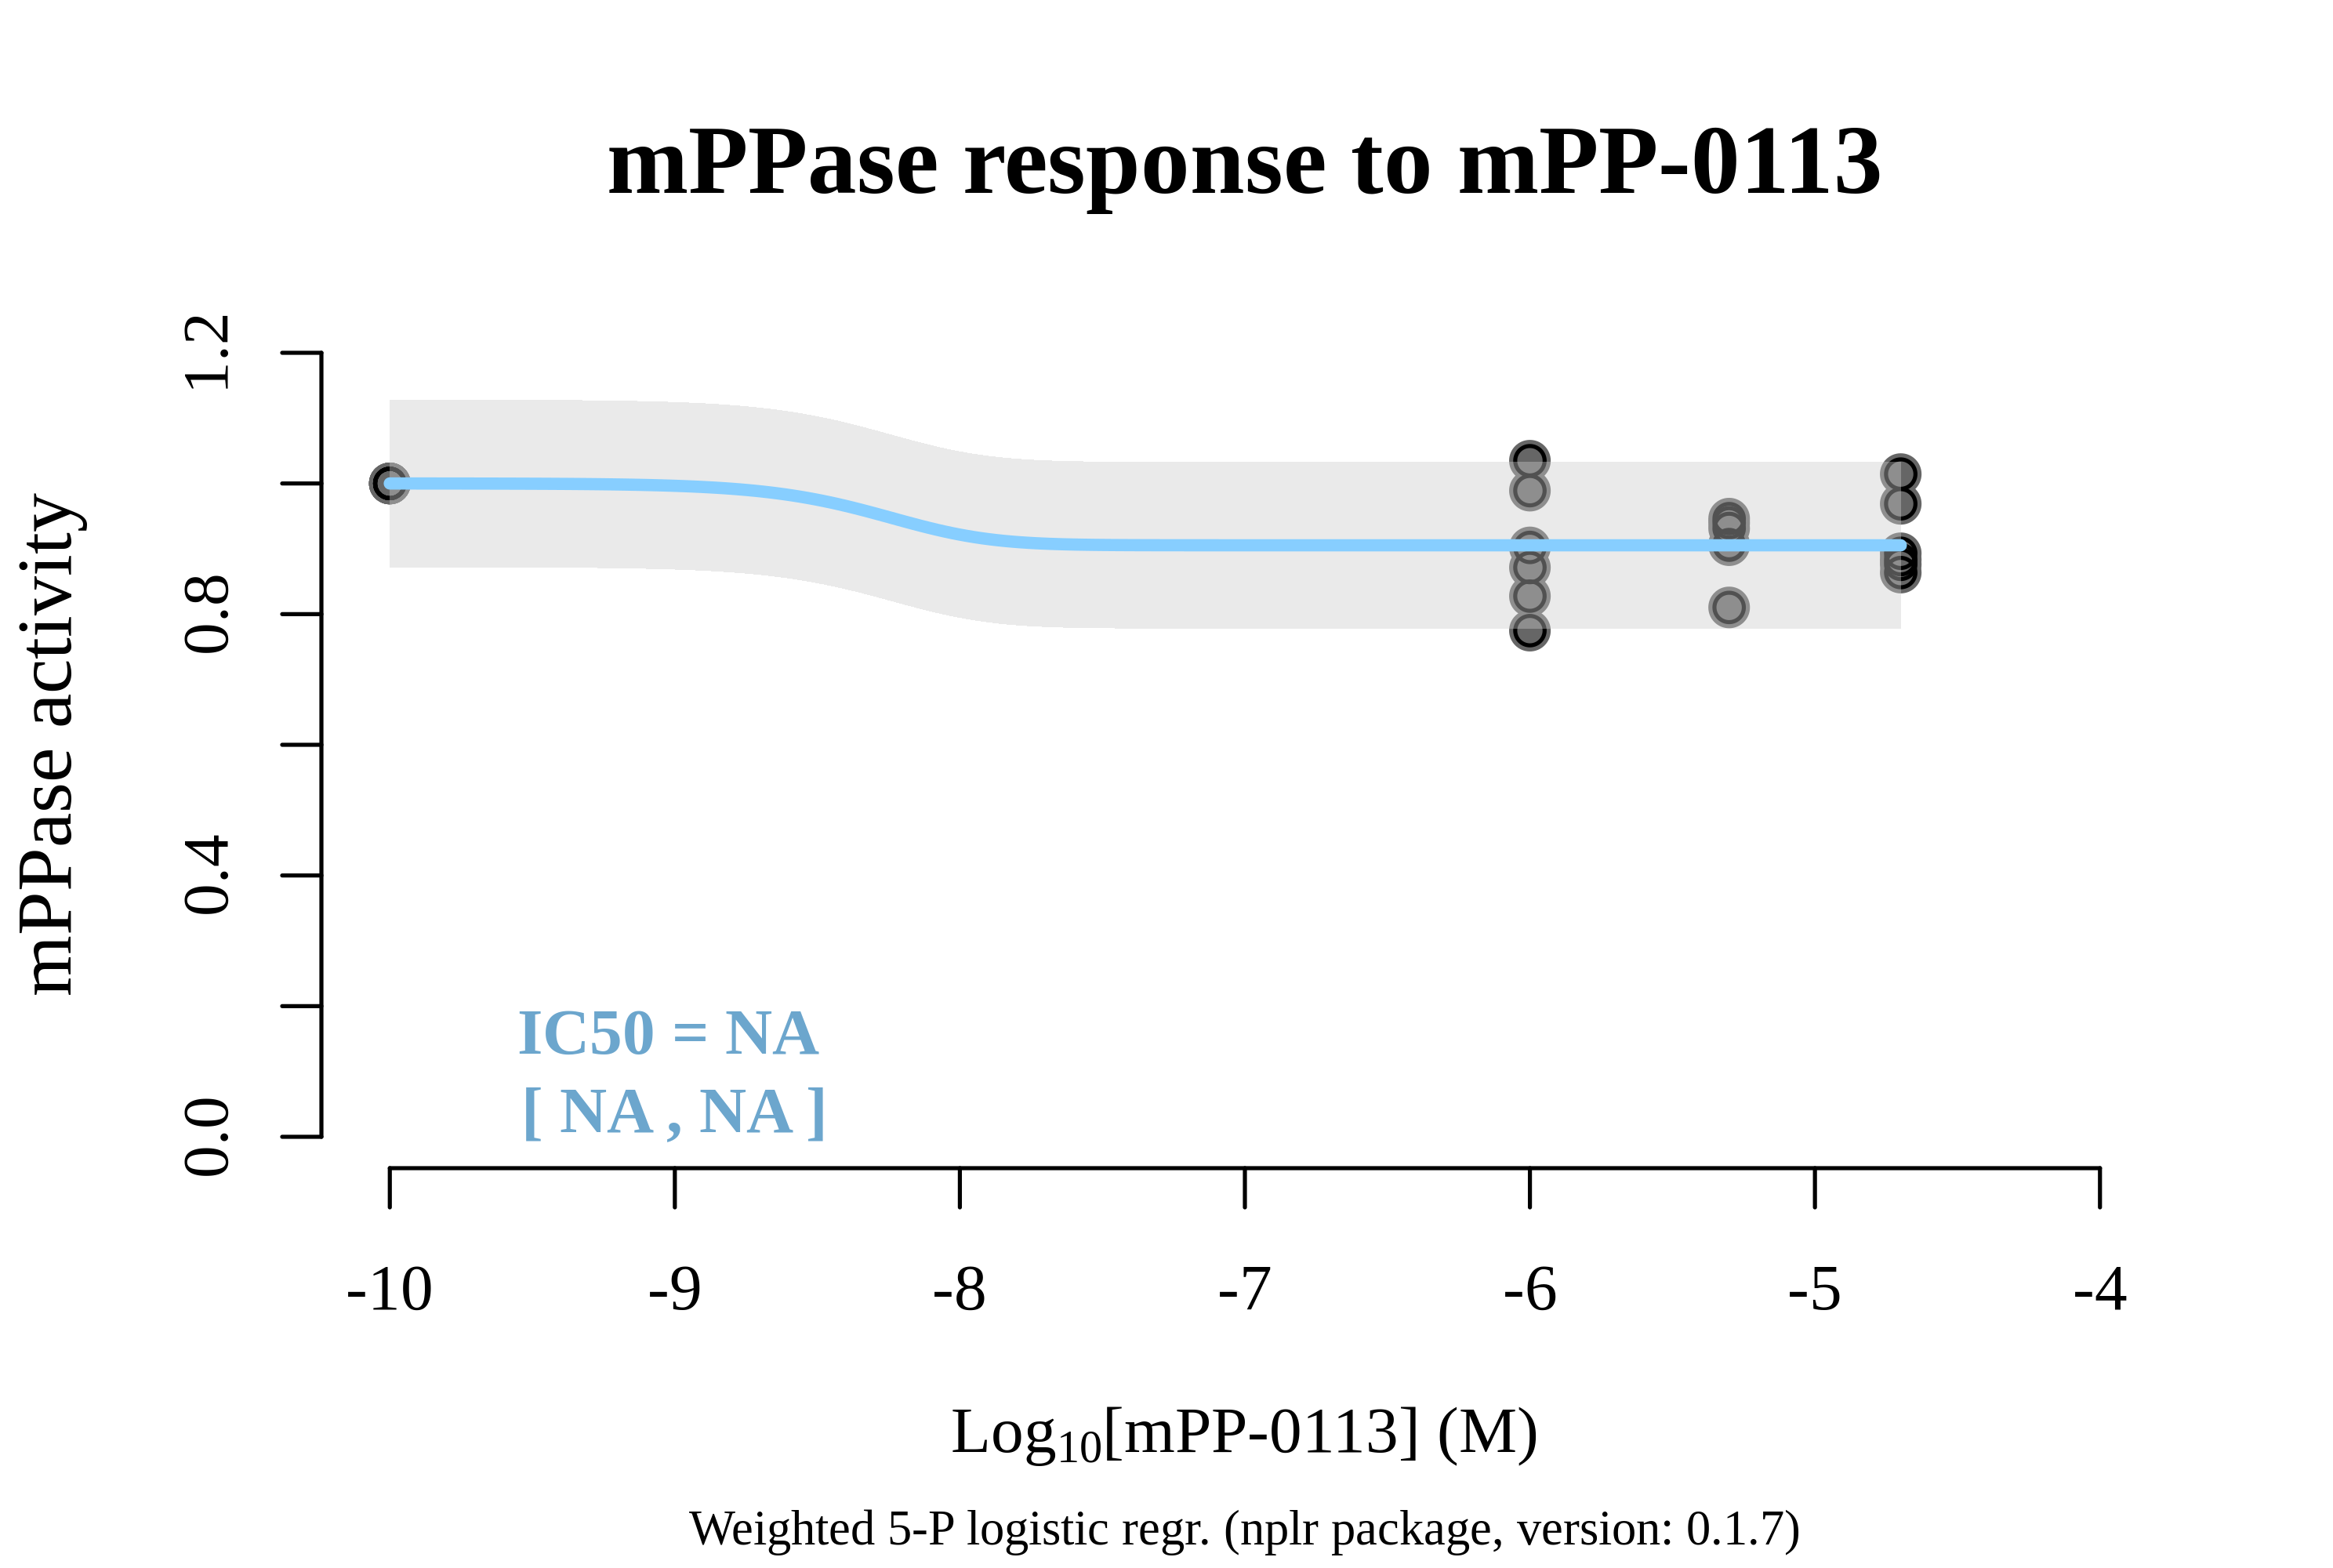 mPPase response to mPP-0113
mPPase activity
1.2
0.8
0.4
0.0
IC50 = NA
[ NA , NA ]
-10 -9 -8 -7 -6 -5 -4
Log10[mPP-0113] (M)
Weighted 5-P logistic regr. (nplr package, version: 0.1.7)